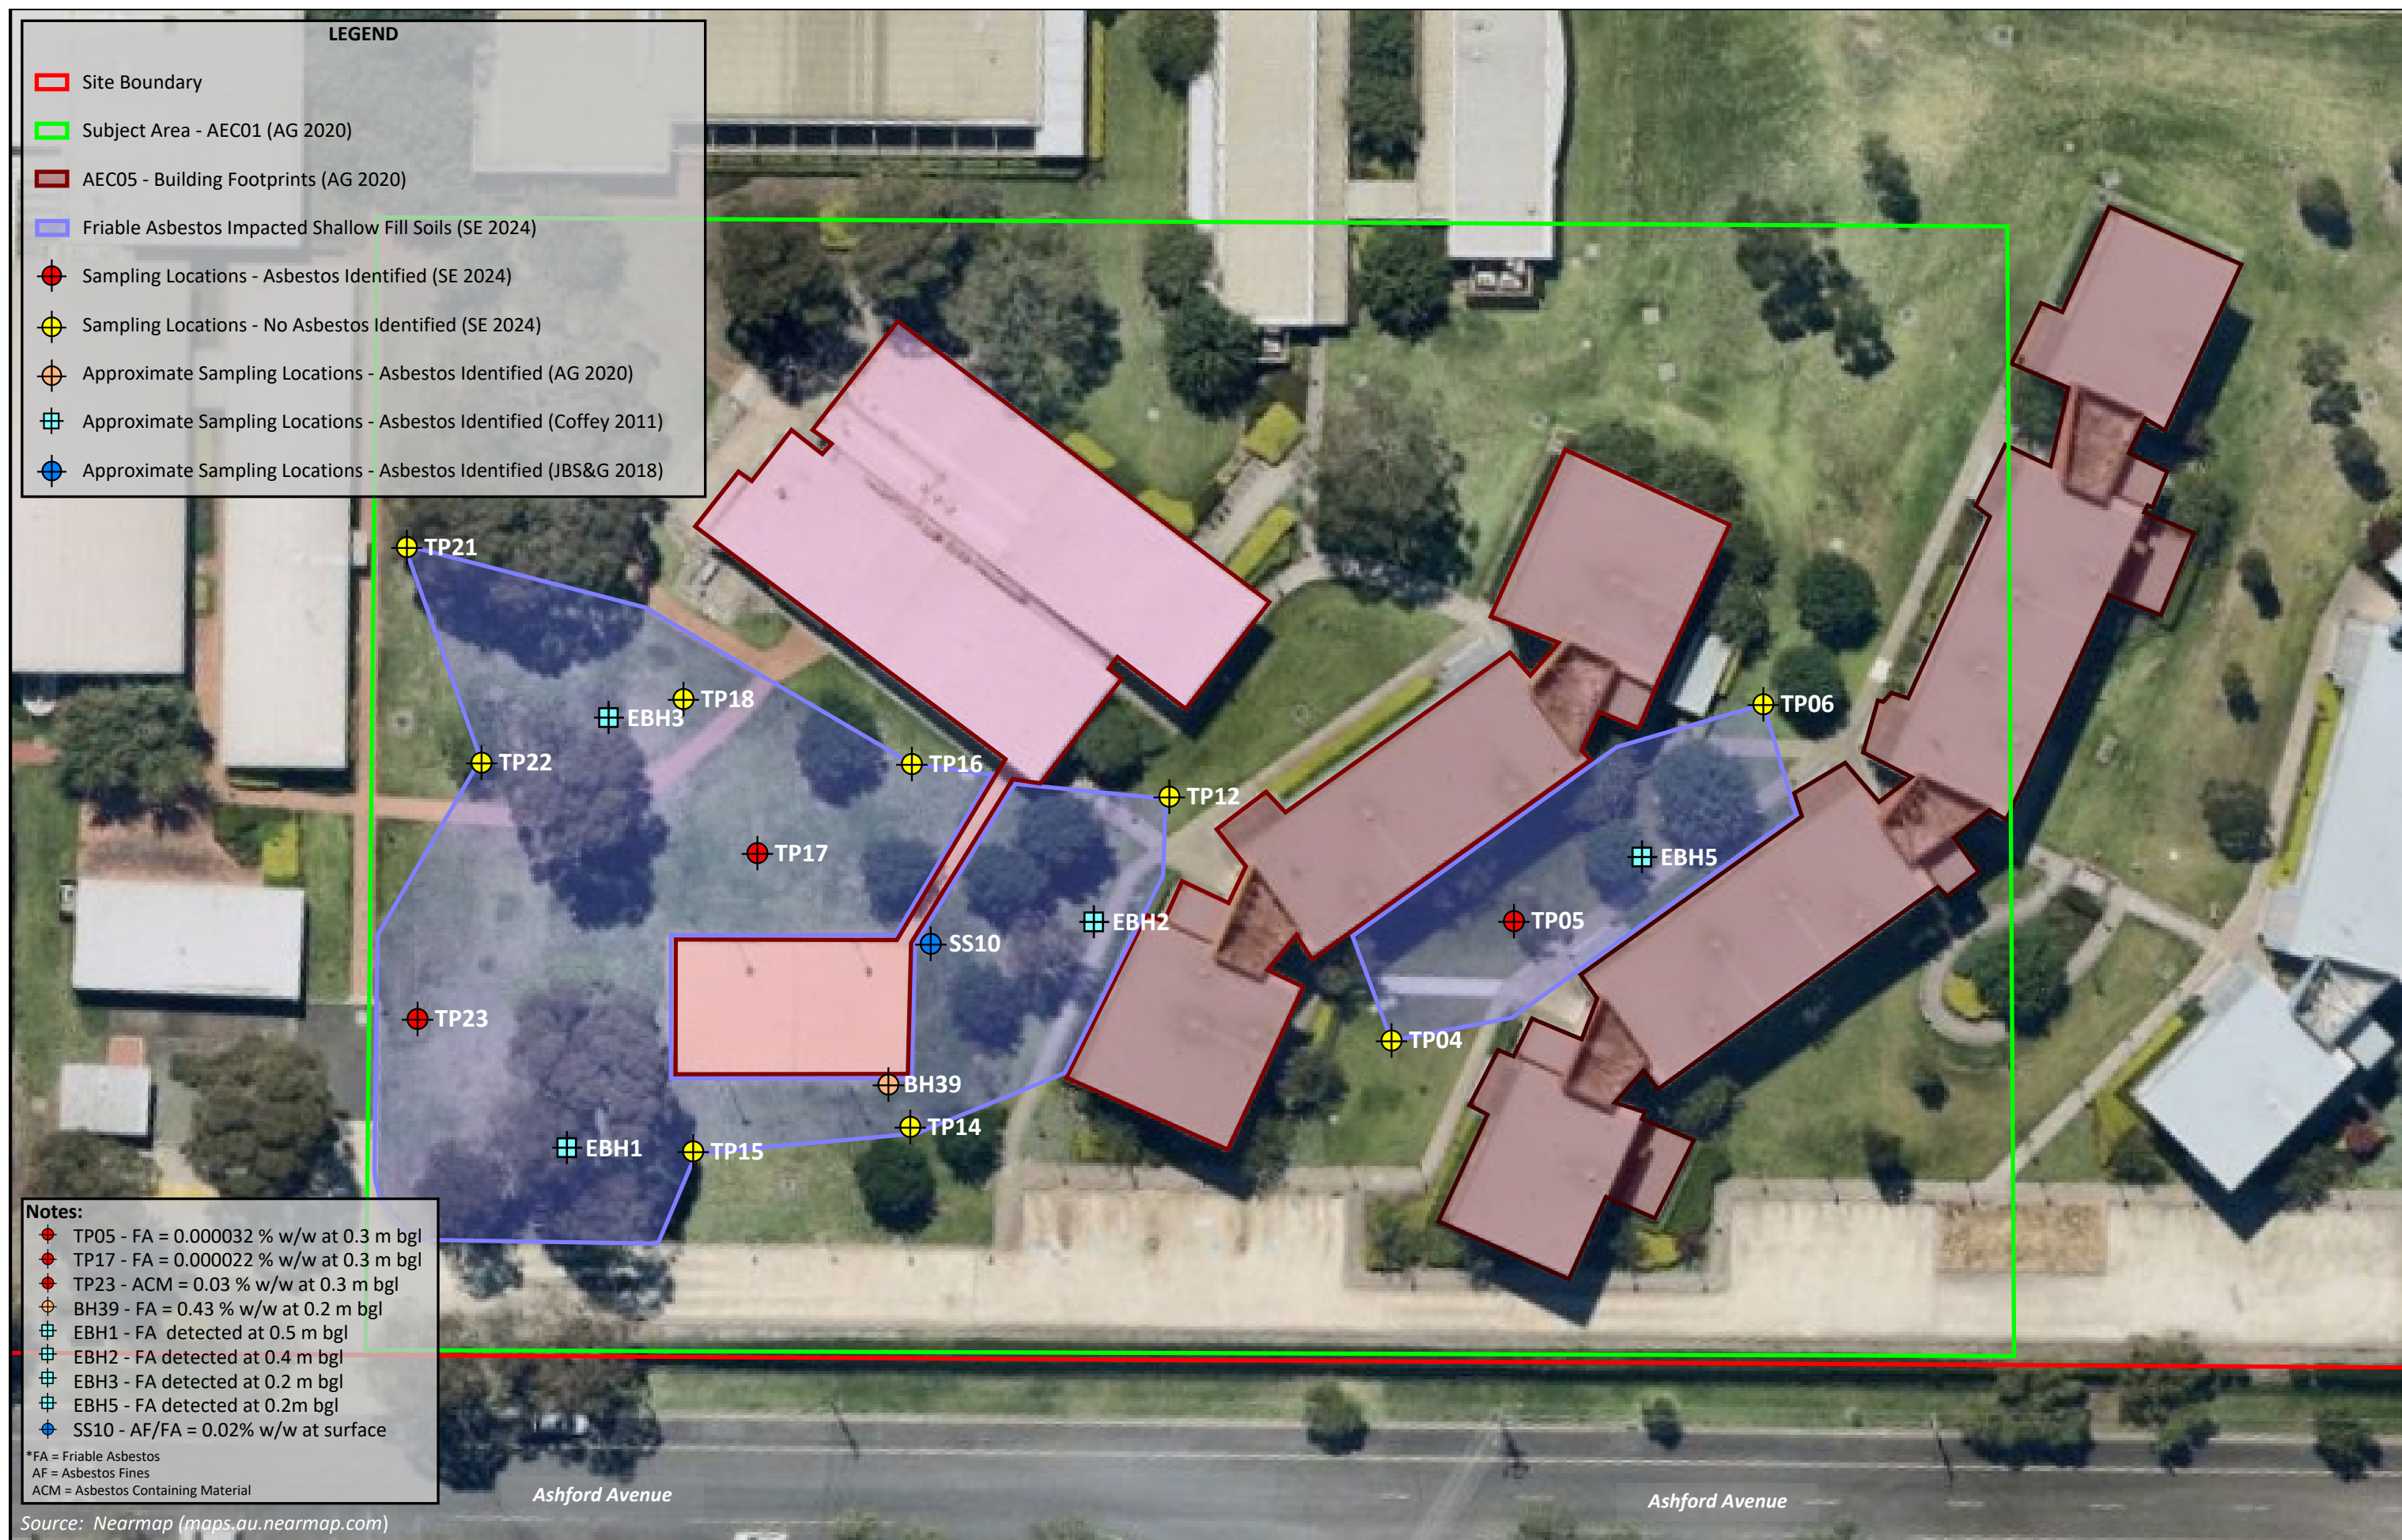 LEGEND
Site Boundary
Subject Area - AEC01 (AG 2020)
AEC05 - Building Footprints (AG 2020)
Friable Asbestos Impacted Shallow Fill Soils (SE 2024)
Sampling Locations - Asbestos Identified (SE 2024)
Sampling Locations - No Asbestos Identified (SE 2024)
Approximate Sampling Locations - Asbestos Identified (AG 2020)
Approximate Sampling Locations - Asbestos Identified (Coffey 2011)
Approximate Sampling Locations - Asbestos Identified (JBS&G 2018)
TP21
TP18
EBH3
TP06
TP22
TP16
TP12
TP17
EBH5
TP05
EBH2
SS10
TP23
TP04
BH39
TP14
EBH1
TP15
Notes:
TP05 - FA = 0.000032 % w/w at 0.3 m bgl
TP17 - FA = 0.000022 % w/w at 0.3 m bgl
TP23 - ACM = 0.03 % w/w at 0.3 m bgl
BH39 - FA = 0.43 % w/w at 0.2 m bgl
EBH1 - FA  detected at 0.5 m bgl
EBH2 - FA detected at 0.4 m bgl
EBH3 - FA detected at 0.2 m bgl
EBH5 - FA detected at 0.2m bgl
SS10 - AF/FA = 0.02% w/w at surface
*FA = Friable Asbestos
AF = Asbestos Fines
ACM = Asbestos Containing Material
Ashford Avenue
Ashford Avenue
Source:  Nearmap (maps.au.nearmap.com)